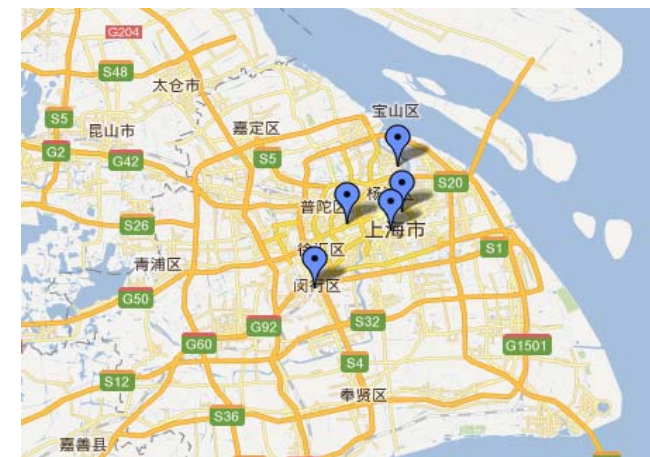 G204
S48
太仓市
宝山区
S5
昆山市
嘉定区
G2
G42
S5
S20
杨
普陀区
S26
上海市
徐汇区
S1
青浦区
闵行区
G50
G92
S32
G60
G1501
S4
S12
奉贤区
S36
嘉善县